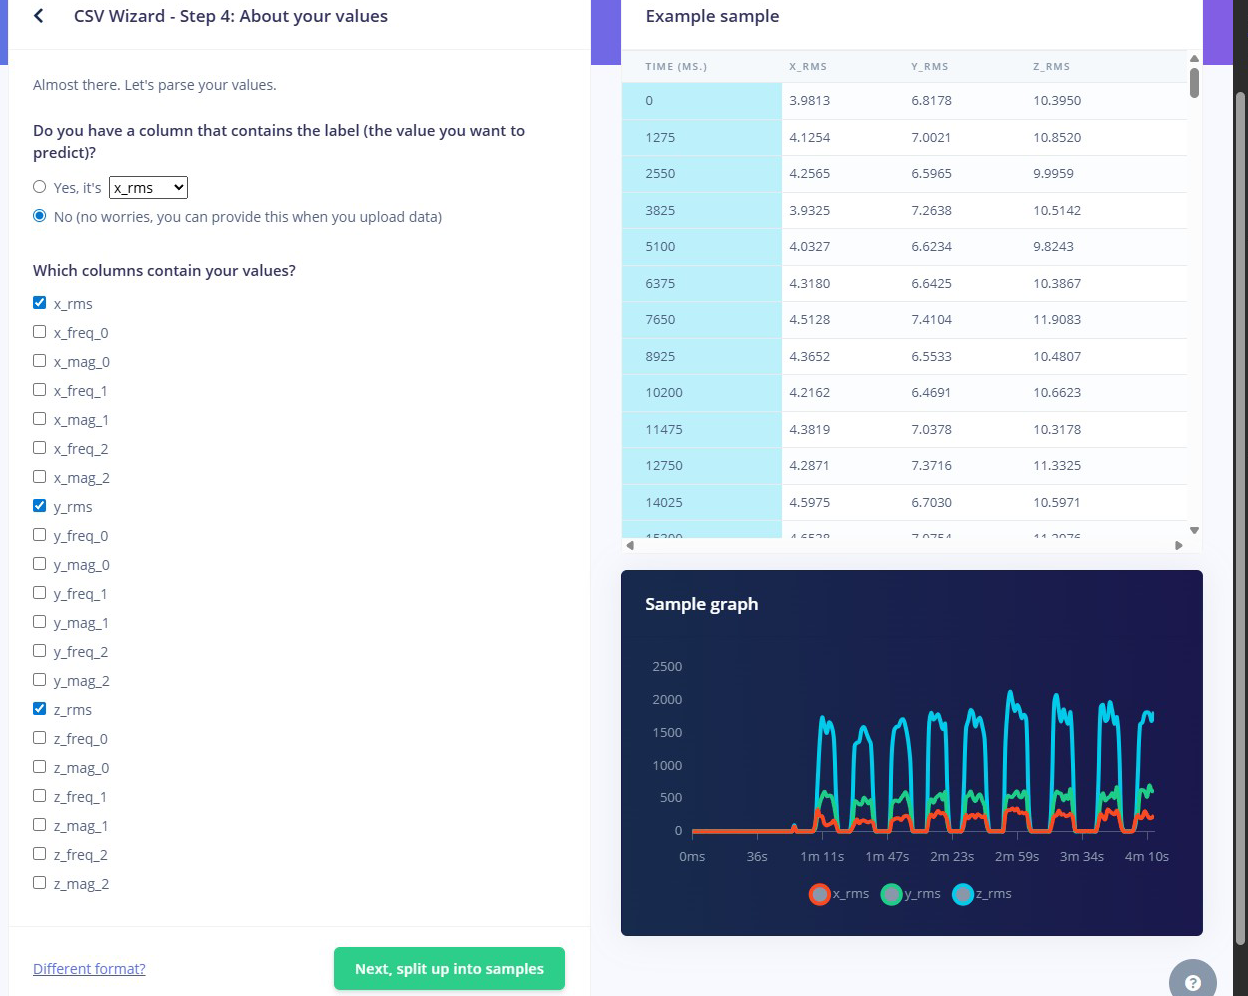 CSV Wizard - Step 4: About your values
Almost there. Let's parse your values.
Do you have a column that contains the label (the value you want to
predict)?
Yes, it's x_rms
No (no worries, you can provide this when you upload data)
Which columns contain your values?
x_rms
x_freq_0
x_mag_0
x_freq_1
x_mag_1
x_freq_2
x_mag_2
y_rms
y_freq_0
y_mag_0
y_freq_1
y_mag_1
y_freq_2
y_mag_2
z_rms
z_freq_0
z_mag_0
z_freq_1
z_mag_1
z_freq_2
z_mag_2
Different format?
Next, split up into samples
Example sample
TIME (MS.) X_RMS Y_RMS Z_RMS
0 3.9813 6.8178 10.3950
1275 4.1254 7.0021 10.8520
2550 4.2565 6.5965 9.9959
3825 3.9325 7.2638 10.5142
5100 4.0327 6.6234 9.8243
6375 4.3180 6.6425 10.3867
7650 4.5128 7.4104 11.9083
8925 4.3652 6.5533 10.4807
10200 4.2162 6.4691 10.6623
11475 4.3819 7.0378 10.3178
12750 4.2871 7.3716 11.3325
14025 4.5975 6.7030 10.5971
Sample graph
2500
2000
1500
1000
500
0
0ms 36s 1m 11s 1m 47s 2m 23s 2m 59s 3m 34s 4m 10s
x_rms y_rms z_rms
?